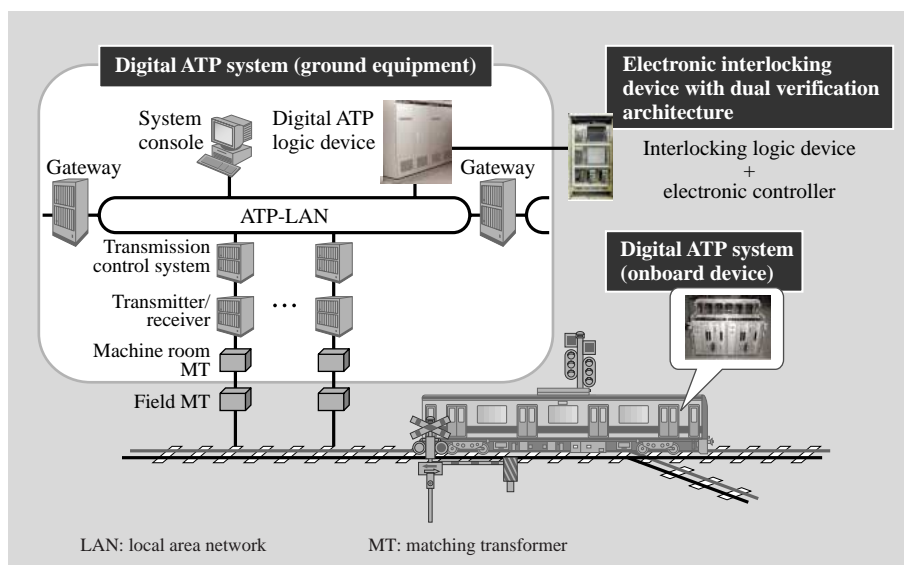 Digital ATP system (ground equipment)
Electronic interlocking
device with dual verification
architecture
System
console
Digital ATP
logic device
Interlocking logic device
+
electronic controller
Gateway
Gateway
ATP-LAN
Transmission
control system
Digital ATP system
(onboard device)
Transmitter/
receiver
...
Machine room
MT
Field MT
LAN: local area network
MT: matching transformer